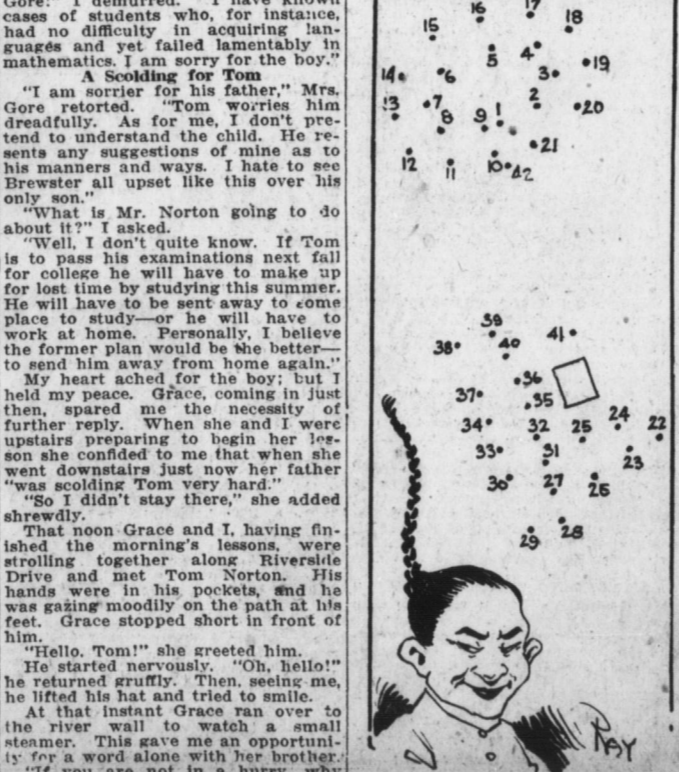 Gore!" I demurred. "I have known
cases of students who, for instance,
had no difficulty in acquiring lan-
guages and yet failed lamentably in
mathematics. I am sorry for the boy."
A Scolding for Tom
"I am sorrier for his father," Mrs.
Gore retorted. "Tom worries him
dreadfully. As for me, I don't pre-
tend to understand the child. He re-
sents any suggestions of mine as to
his manners and ways. I hate to see
Brewster all upset like this over his
only son."
"What is Mr. Norton going to do
about it?" I asked.
"Well, I don't quite know. If Tom
is to pass his examinations next fall
for college he will have to make up
for lost time by studying this summer.
He will have to be sent away to come
place to study—or he will have to
work at home. Personally, I believe
the former plan would be the better—
to send him away from home again."
My heart ached for the boy; but I
held my peace. Grace, coming in just
then, spared me the necessity of
further reply. When she and I were
upstairs preparing to begin her les-
son she confided to me that when she
went downstairs just now her father
"was scolding Tom very hard."
"So I didn't stay there," she added
shrewdly.
That noon Grace and I, having fin-
ished the morning's lessons, were
strolling together along Riverside
Drive and met Tom Norton. His
hands were in his pockets, and he
was gazing moodily on the path at his
feet. Grace stopped short in front of
him.
"Hello, Tom!" she greeted him.
He started nervously. "Oh, hello!"
he returned gruffly. Then, seeing me,
he lifted his hat and tried to smile.
At that instant Grace ran over to
the river wall to watch a small
steamer. This gave me an opportuni-
ty for a word alone with her brother.
"If you are not in a hurry, why
16 17 18
15
5 4 19
14 6 3
13 7 2 20
8 9 1
21
12 11 10 42
39 41
38 40
36
37 35
34 32 25 24 22
33 31 23
30 27 26
29 28
RAY